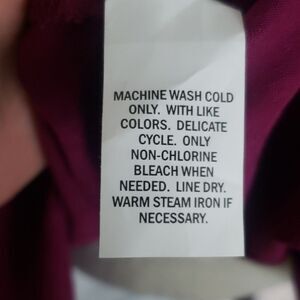 MACHINE WASH COLD
ONLY. WITH LIKE
COLORS. DELICATE
CYCLE. ONLY
NON-CHLORINE
BLEACH WHEN
NEEDED. LINE DRY.
WARM STEAM IRON IF
NECESSARY.